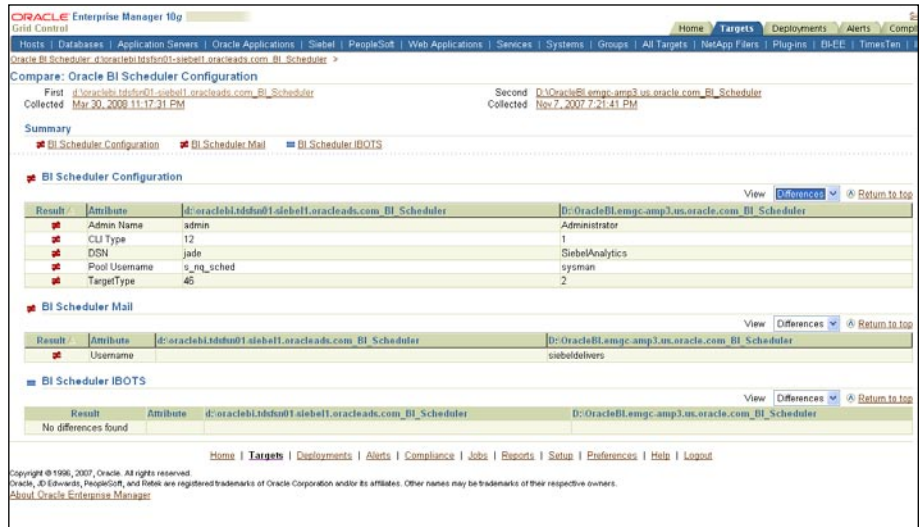 ORACLE Enterprise Manager 10g
Grid Control
Home Targets Deployments Alerts Compl
Hosts | Databases | Application Servers | Oracle Applications | Siebel | PeopleSoft | Web Applications | Services | Systems | Groups | All Targets | NetApp Filers | Plug-ins | BI-EE | TimesTen |
Oracle BI Scheduler: d:\oraclebi.tdsfsn01-siebel1.oracleads.com_BI_Scheduler >
Compare: Oracle BI Scheduler Configuration
First d:\oraclebi.tdsfsn01-siebel1.oracleads.com_BI_Scheduler Second D:\OracleBI.emgc-amp3.us.oracle.com_BI_Scheduler
Collected Mar 30, 2008 11:17:31 PM Collected Nov 7, 2007 7:21:41 PM
Summary
BI Scheduler Configuration BI Scheduler Mail BI Scheduler IBOTS
BI Scheduler Configuration
View Differences Return to top
Result Attribute d:\oraclebi.tdsfsn01-siebel1.oracleads.com_BI_Scheduler D:\OracleBI.emgc-amp3.us.oracle.com_BI_Scheduler
Admin Name admin Administrator
CLI Type 12 1
DSN jade SiebelAnalytics
Pool Username s_nq_sched sysman
TargetType 46 2
BI Scheduler Mail
View Differences Return to top
Result Attribute d:\oraclebi.tdsfsn01-siebel1.oracleads.com_BI_Scheduler D:\OracleBI.emgc-amp3.us.oracle.com_BI_Scheduler
Username siebeldelivers
BI Scheduler IBOTS
View Differences Return to top
Result Attribute d:\oraclebi.tdsfsn01-siebel1.oracleads.com_BI_Scheduler D:\OracleBI.emgc-amp3.us.oracle.com_BI_Scheduler
No differences found
Home | Targets | Deployments | Alerts | Compliance | Jobs | Reports | Setup | Preferences | Help | Logout
Copyright © 1996, 2007, Oracle. All rights reserved.
Oracle, JD Edwards, PeopleSoft, and Retek are registered trademarks of Oracle Corporation and/or its affiliates. Other names may be trademarks of their respective owners.
About Oracle Enterprise Manager